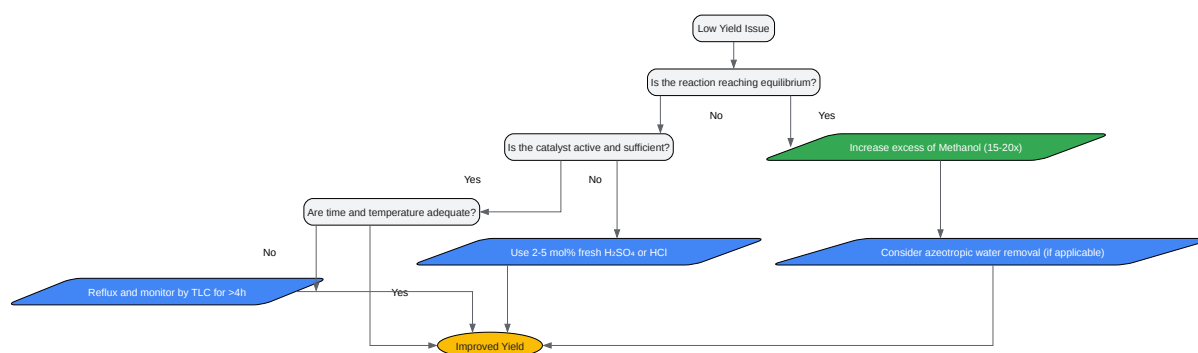 Low Yield Issue
Is the reaction reaching equilibrium?
No
Yes
Is the catalyst active and sufficient?
Increase excess of Methanol (15-20x)
Yes
No
Are time and temperature adequate?
No
Use 2-5 mol% fresh H₂SO₄ or HCl
Consider azeotropic water removal (if applicable)
Reflux and monitor by TLC for >4h
Yes
Improved Yield